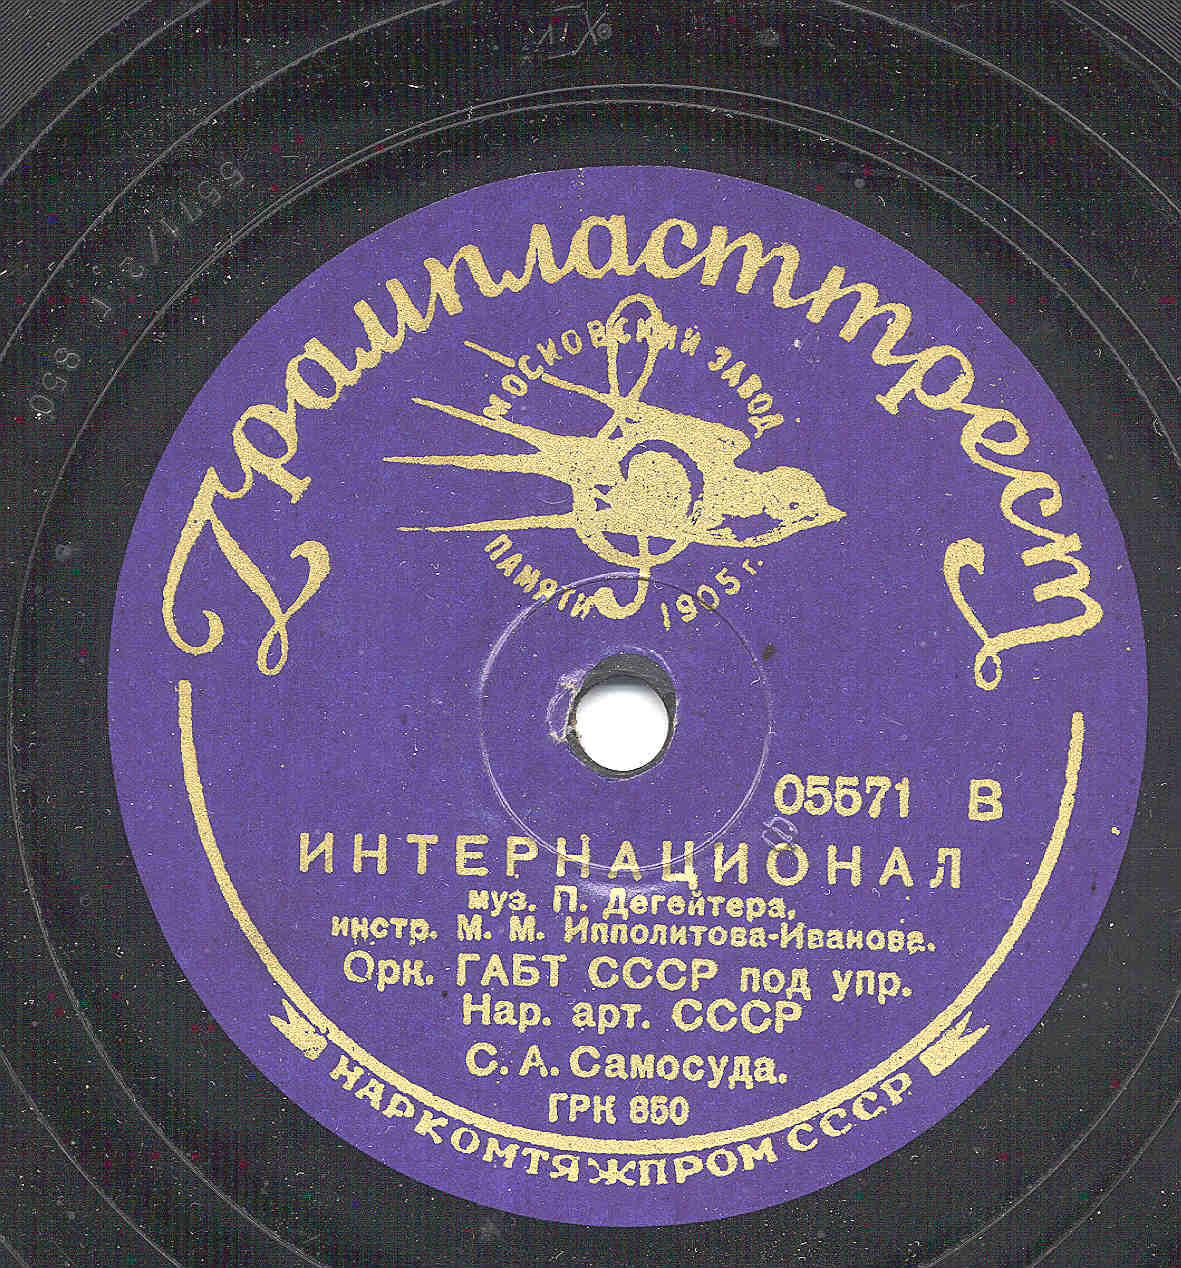 Грампласттрест
МОСКОВСКИЙ ЗАВОД
ПАМЯТИ 1905 г.
05571 В
ИНТЕРНАЦИОНАЛ
муз. П. Дегейтера,
инстр. М. М. Ипполитова-Иванова.
Орк. ГАБТ СССР под упр.
Нар. арт. СССР
С. А. Самосуда.
ГРК 850
НАРКОМТЯЖПРОМ СССР
850